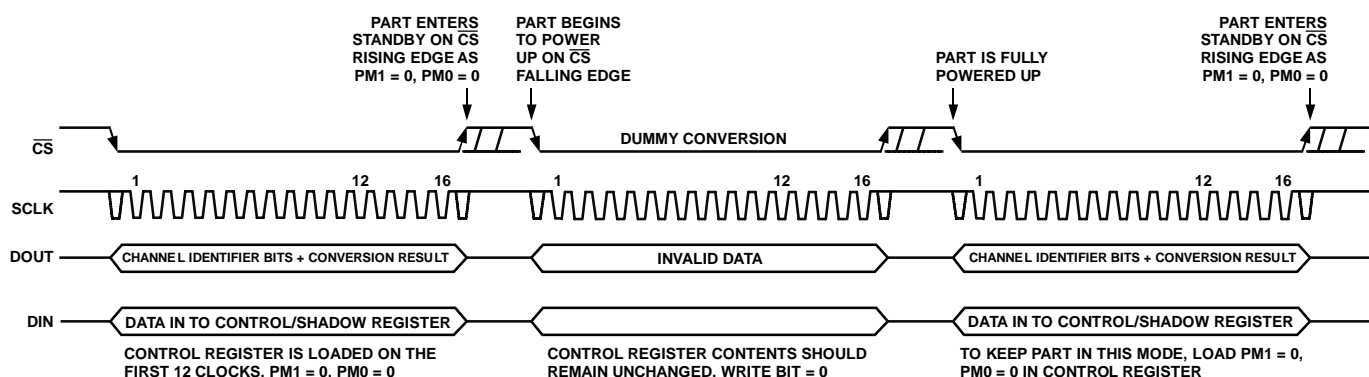 PART ENTERS
STANDBY ON CS
RISING EDGE AS
PM1 = 0, PM0 = 0
PART BEGINS
TO POWER
UP ON CS
FALLING EDGE
PART IS FULLY
POWERED UP
PART ENTERS
STANDBY ON CS
RISING EDGE AS
PM1 = 0, PM0 = 0
CS
DUMMY CONVERSION
SCLK
1 12 16
1 12 16
1 12 16
DOUT
CHANNEL IDENTIFIER BITS + CONVERSION RESULT
INVALID DATA
CHANNEL IDENTIFIER BITS + CONVERSION RESULT
DIN
DATA IN TO CONTROL/SHADOW REGISTER
DATA IN TO CONTROL/SHADOW REGISTER
CONTROL REGISTER IS LOADED ON THE
FIRST 12 CLOCKS. PM1 = 0. PM0 = 0
CONTROL REGISTER CONTENTS SHOULD
REMAIN UNCHANGED. WRITE BIT = 0
TO KEEP PART IN THIS MODE, LOAD PM1 = 0,
PM0 = 0 IN CONTROL REGISTER